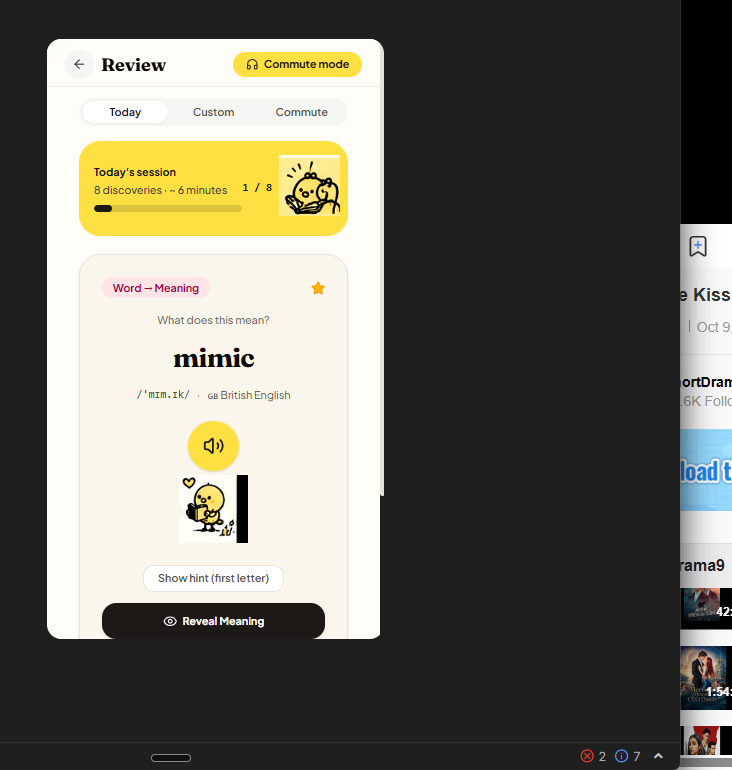 Review
Commute mode
Today
Custom
Commute
Today's session
8 discoveries · ~ 6 minutes
1 / 8
Word → Meaning
What does this mean?
mimic
/ˈmɪm.ɪk/ · GB British English
Show hint (first letter)
Reveal Meaning
2
7
e Kiss
Oct 9,
ortDram
.6K Follo
load t
rama9
42:
1:54: